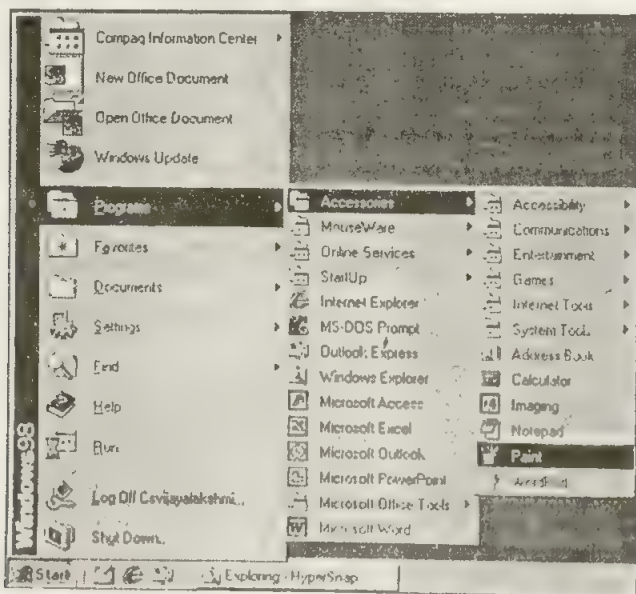 Compaq Information Center
New Office Document
Open Office Document
Windows Update
Programs
Favorites
Documents
Settings
Find
Help
Run...
Log Off Csvijayalakshmi...
Shut Down...
Windows98
Accessories
MouseWare
Online Services
StartUp
Internet Explorer
MS-DOS Prompt
Outlook Express
Windows Explorer
Microsoft Access
Microsoft Excel
Microsoft Outlook
Microsoft PowerPoint
Microsoft Office Tools
Microsoft Word
Accessibility
Communications
Entertainment
Games
Internet Tools
System Tools
Address Book
Calculator
Imaging
Notepad
Paint
WordPad
Start
Exploring - HyperSnap